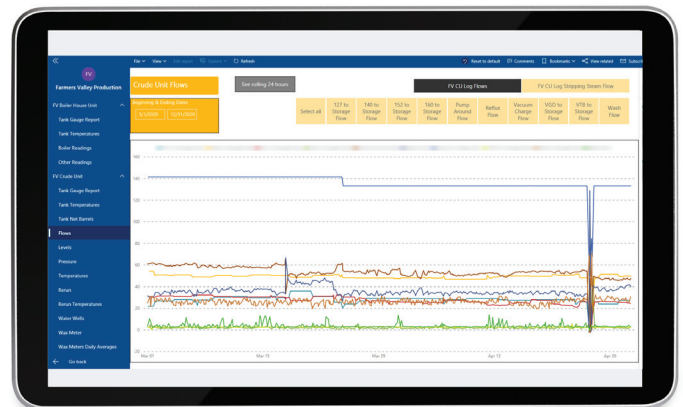 File View Edit report Explore Refresh
Reset to default Comments Bookmarks View related Subscri
FV
Farmers Valley Production
FV Boiler House Unit
Tank Gauge Report
Tank Temperatures
Boiler Readings
Other Readings
FV Crude Unit
Tank Gauge Report
Tank Temperatures
Tank Net Barrels
Flows
Levels
Pressure
Temperatures
Rerun
Rerun Temperatures
Water Wells
Wax Meter
Wax Meters Daily Averages
Go back
Crude Unit Flows
See rolling 24 hours
FV CU Log Flows
FV CU Log Stripping Steam Flow
Beginning & Ending Dates
Select all
127 to Storage Flow
140 to Storage Flow
152 to Storage Flow
160 to Storage Flow
Pump Around Flow
Reflux Flow
Vacuum Charge Flow
VGO to Storage Flow
VTB to Storage Flow
Wash Flow
160
140
120
100
80
60
40
20
0
-20
Mar 01
Mar 15
Mar 29
Apr 12